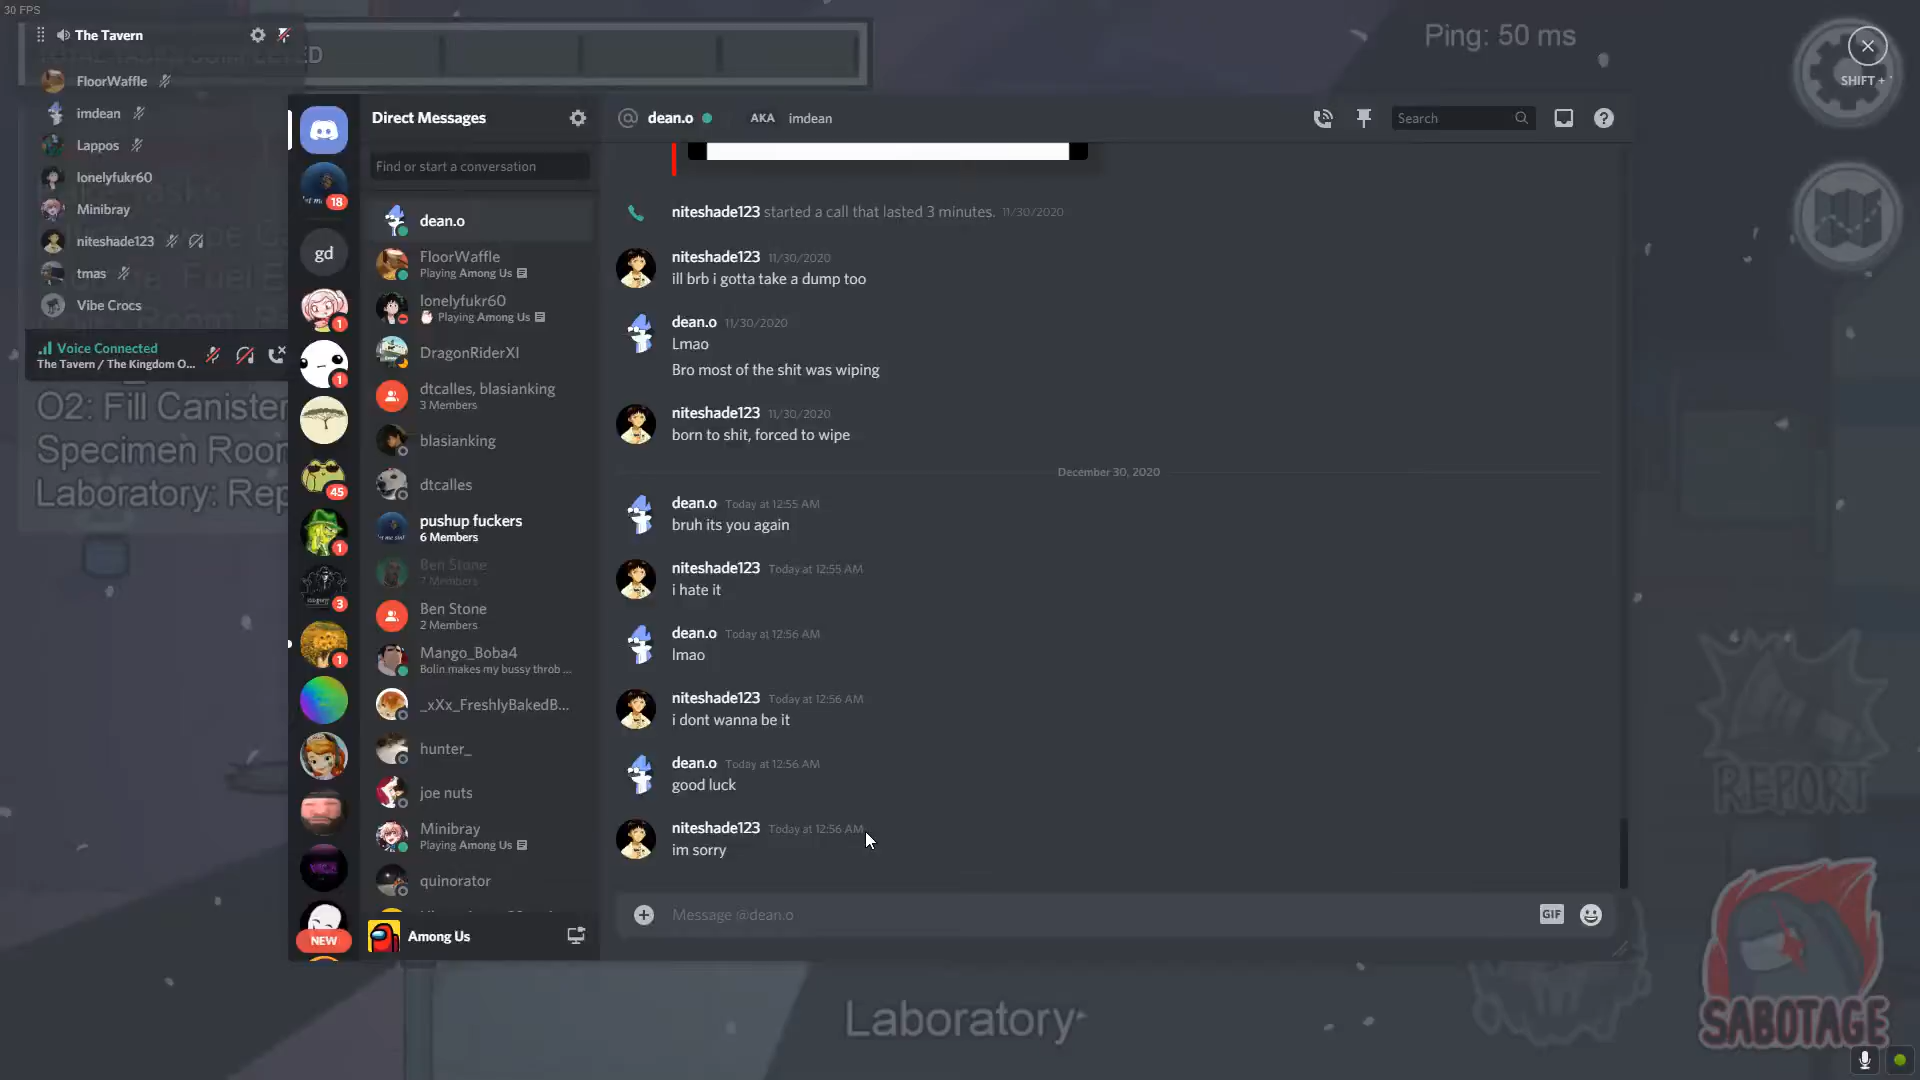 30 FPS
The Tavern
FloorWaffle
imdean
Lappos
lonelyfukr60
Minibray
niteshade123
tmas
Vibe Crocs
Voice Connected
The Tavern / The Kingdom O...
O2: Fill Canister
Specimen Room
Laboratory: Rep
Ping: 50 ms
SHIFT +
18
gd
1
1
45
1
3
1
NEW
Direct Messages
Find or start a conversation
dean.o
FloorWaffle
Playing Among Us
lonelyfukr60
Playing Among Us
DragonRiderXI
dtcalles, blasianking
3 Members
blasianking
dtcalles
pushup fuckers
6 Members
Ben Stone
7 Members
Ben Stone
2 Members
Mango_Boba4
Bolin makes my bussy throb ...
_xXx_FreshlyBakedB...
hunter_
joe nuts
Minibray
Playing Among Us
quinorator
Among Us
@ dean.o AKA imdean
Search
niteshade123 started a call that lasted 3 minutes. 11/30/2020
niteshade123 11/30/2020
ill brb i gotta take a dump too
dean.o 11/30/2020
Lmao
Bro most of the shit was wiping
niteshade123 11/30/2020
born to shit, forced to wipe
December 30, 2020
dean.o Today at 12:55 AM
bruh its you again
niteshade123 Today at 12:55 AM
i hate it
dean.o Today at 12:56 AM
lmao
niteshade123 Today at 12:56 AM
i dont wanna be it
dean.o Today at 12:56 AM
good luck
niteshade123 Today at 12:56 AM
im sorry
Message @dean.o
GIF
REPORT
SABOTAGE
Laboratory